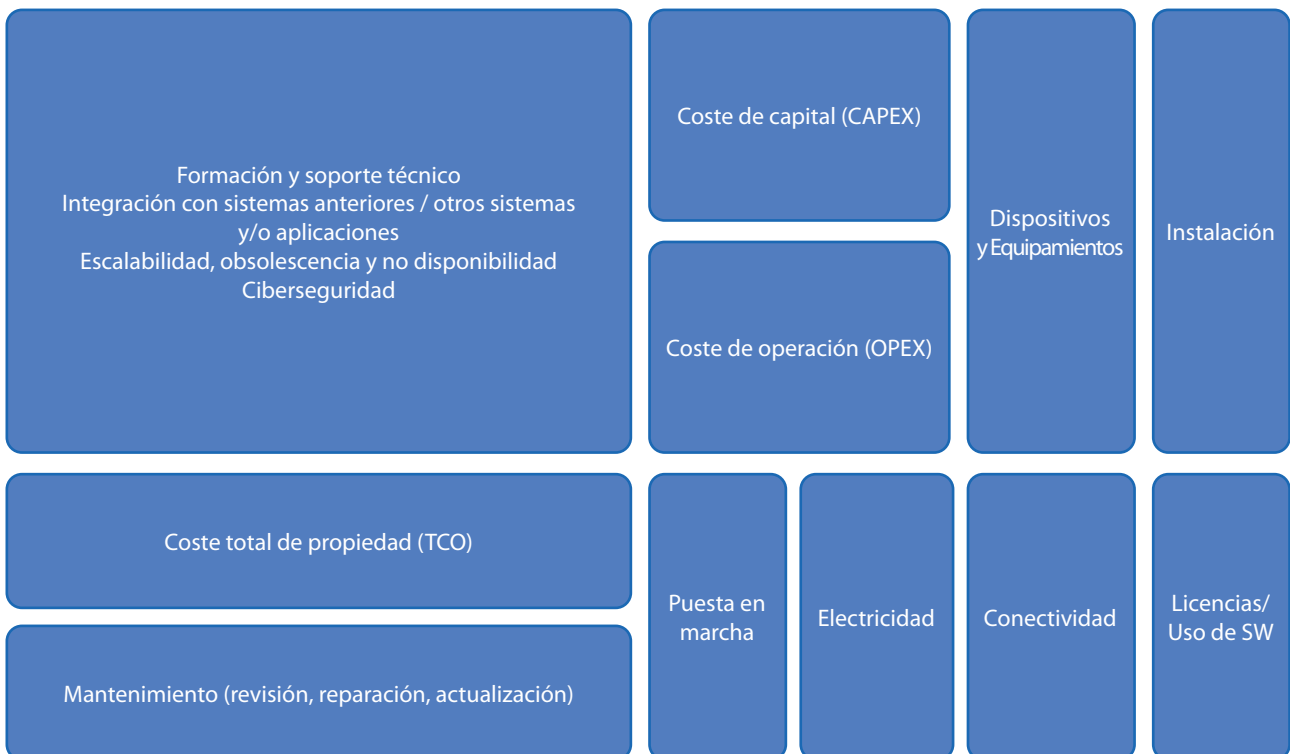 Formación y soporte técnico
Integración con sistemas anteriores / otros sistemas
y/o aplicaciones
Escalabilidad, obsolescencia y no disponibilidad
Ciberseguridad
Coste de capital (CAPEX)
Coste de operación (OPEX)
Dispositivos
y Equipamientos
Instalación
Coste total de propiedad (TCO)
Mantenimiento (revisión, reparación, actualización)
Puesta en
marcha
Electricidad
Conectividad
Licencias/
Uso de SW